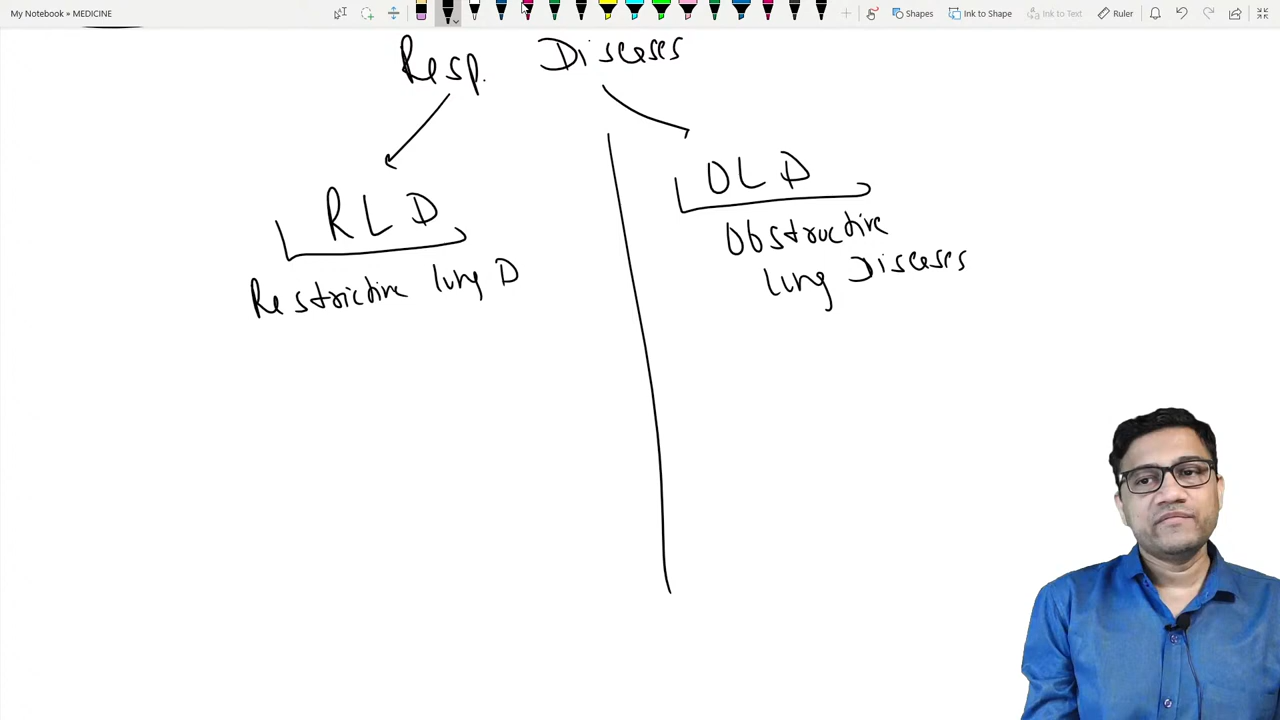 My Notebook » MEDICINE
Shapes
Ink to Shape
Ink to Text
Ruler
Resp. Diseases
RLD
Restrictive lung D
OLD
Obstructive
lung Diseases